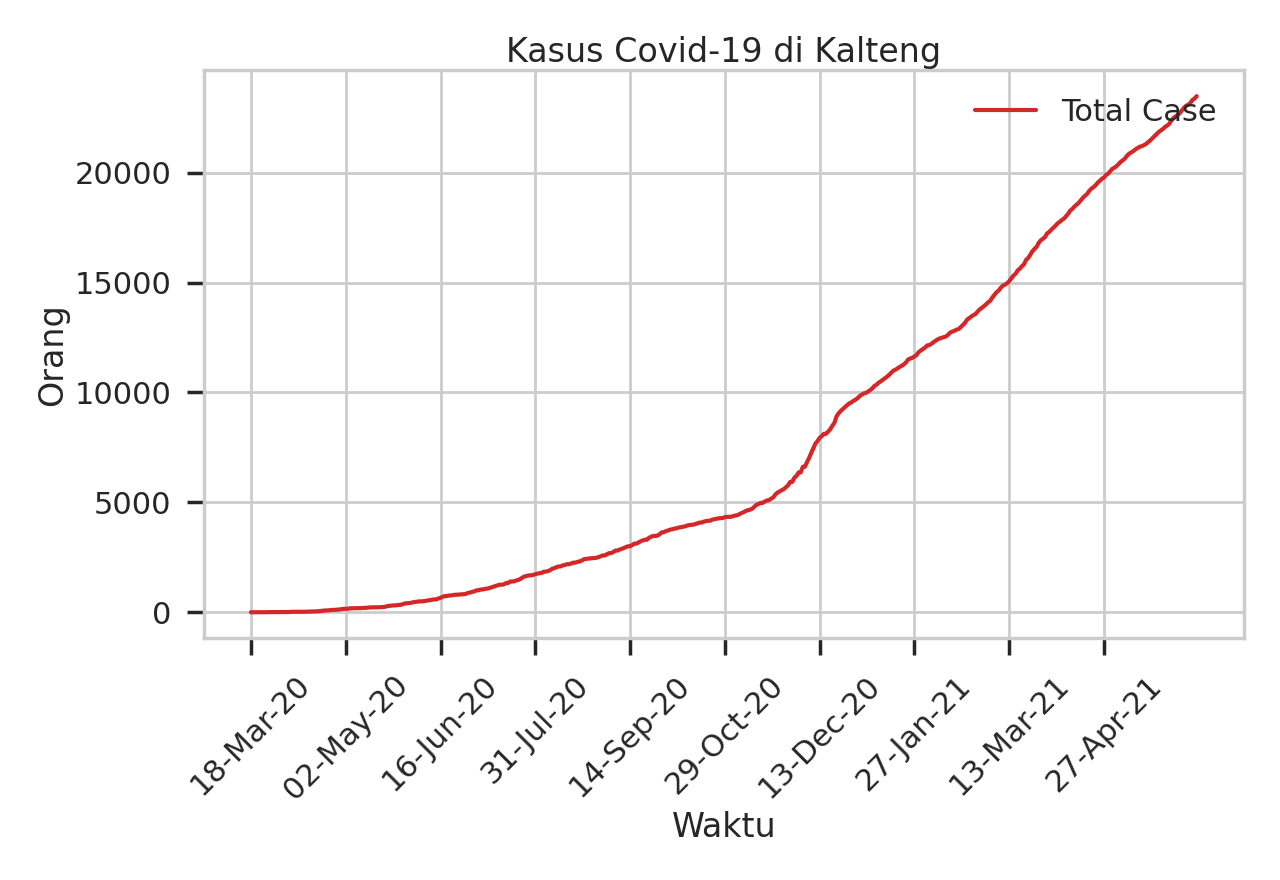 Kasus Covid-19 di Kalteng
Total Case
Orang
20000
15000
10000
5000
0
18-Mar-20
02-May-20
16-Jun-20
31-Jul-20
14-Sep-20
29-Oct-20
13-Dec-20
27-Jan-21
13-Mar-21
27-Apr-21
Waktu